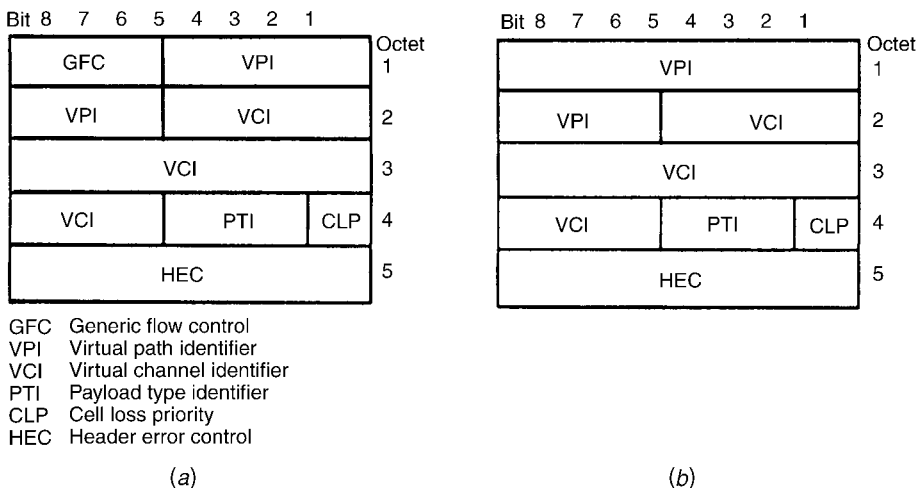 Bit 8 7 6 5 4 3 2 1
Octet
GFC VPI 1
VPI VCI 2
VCI 3
VCI PTI CLP 4
HEC 5
GFC Generic flow control
VPI Virtual path identifier
VCI Virtual channel identifier
PTI Payload type identifier
CLP Cell loss priority
HEC Header error control
(a)
Bit 8 7 6 5 4 3 2 1
Octet
VPI 1
VPI VCI 2
VCI 3
VCI PTI CLP 4
HEC 5
(b)